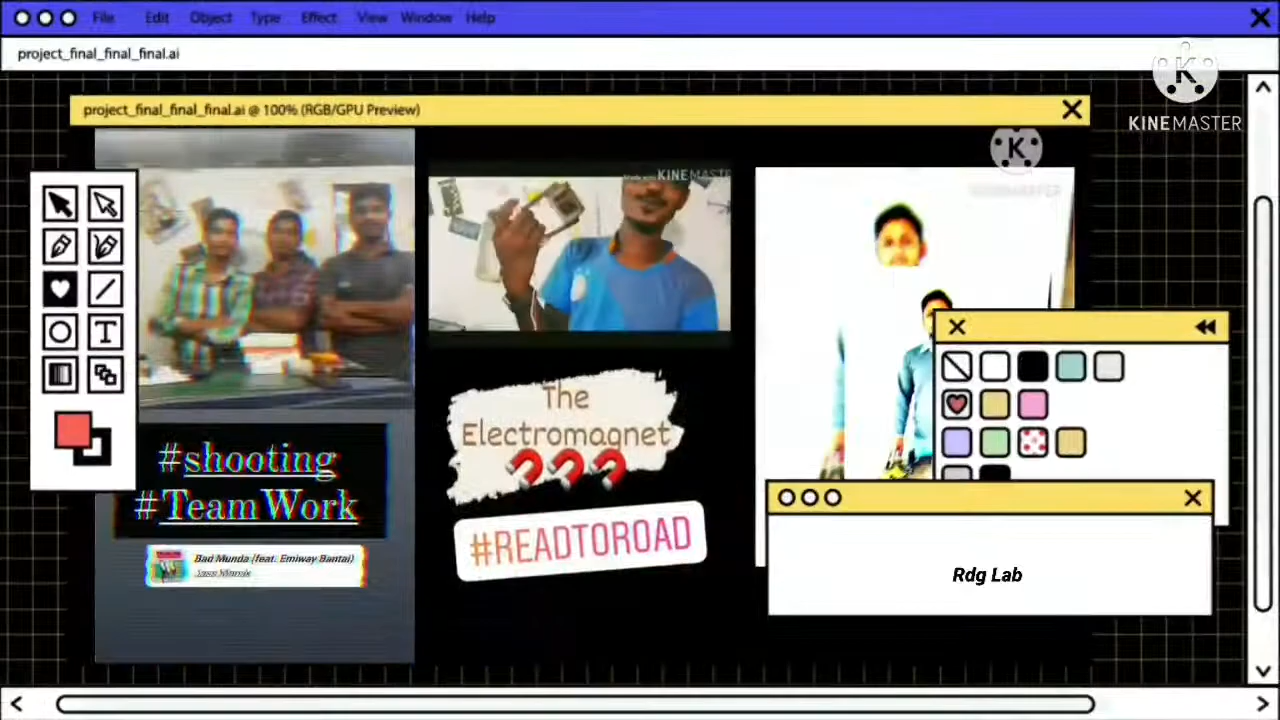 File Edit Object Type Effect View Window Help
project_final_final_final.ai
K
KINEMASTER
project_final_final_final.ai @ 100% (RGB/GPU Preview)
K
KINEMAST
#shooting
#TeamWork
Bad Munda (feat. Emiway Bantai)
The
Electromagnet
#READTOROAD
T
Rdg Lab